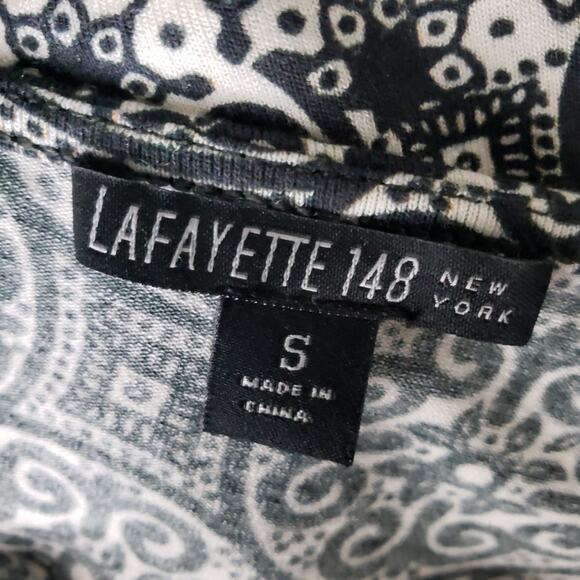 LAFAYETTE 148 NEW YORK
S
MADE IN
CHINA